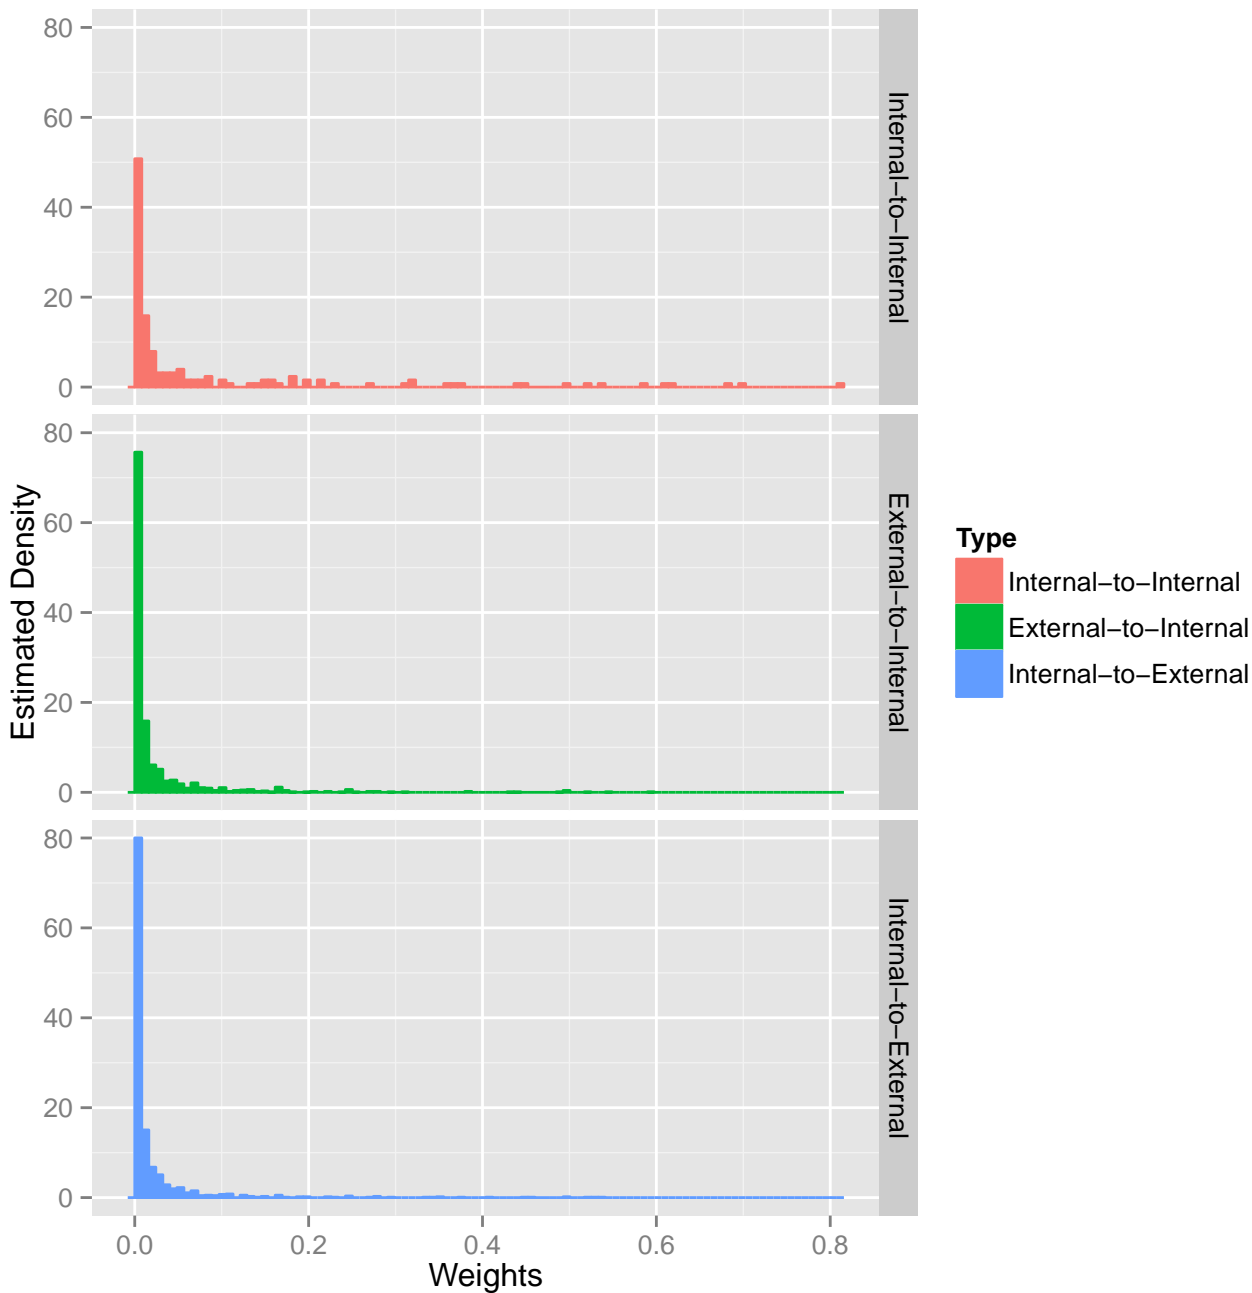 80
60
40
20
0
Internal−to−Internal
80
60
40
20
0
External−to−Internal
80
60
40
20
0
Internal−to−External
0.0 0.2 0.4 0.6 0.8
Weights
Estimated Density
Type
Internal−to−Internal
External−to−Internal
Internal−to−External